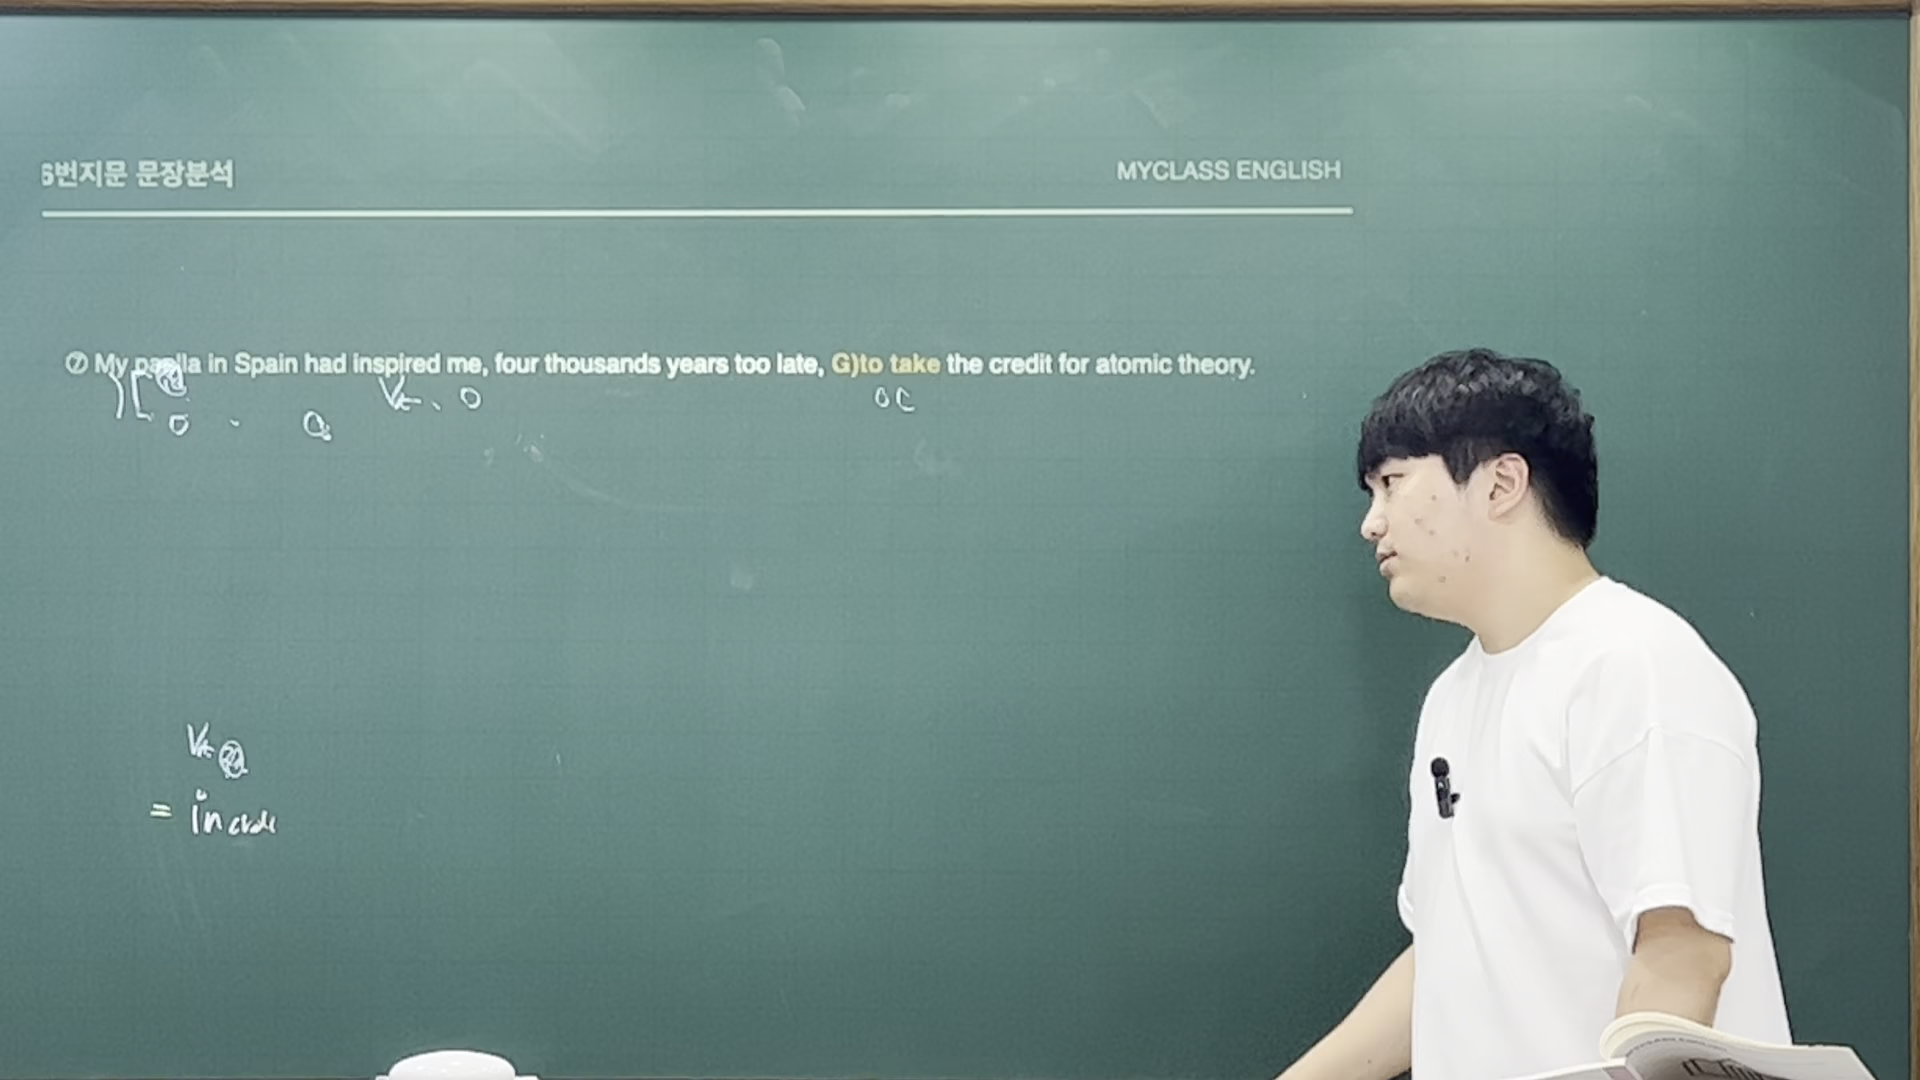 6번지문 문장분석 MYCLASS ENGLISH
⑦ My paella in Spain had inspired me, four thousands years too late, G)to take the credit for atomic theory.
Vt O OC
Vt
= in